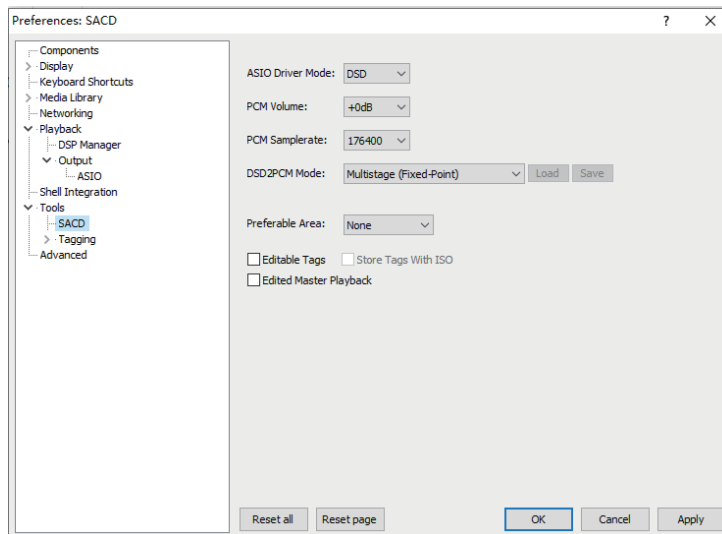 Preferences: SACD
Components
Display
Keyboard Shortcuts
Media Library
Networking
Playback
DSP Manager
Output
ASIO
Shell Integration
Tools
SACD
Tagging
Advanced
ASIO Driver Mode: DSD
PCM Volume: +0dB
PCM Samplerate: 176400
DSD2PCM Mode: Multistage (Fixed-Point) Load Save
Preferable Area: None
Editable Tags Store Tags With ISO
Edited Master Playback
Reset all Reset page OK Cancel Apply